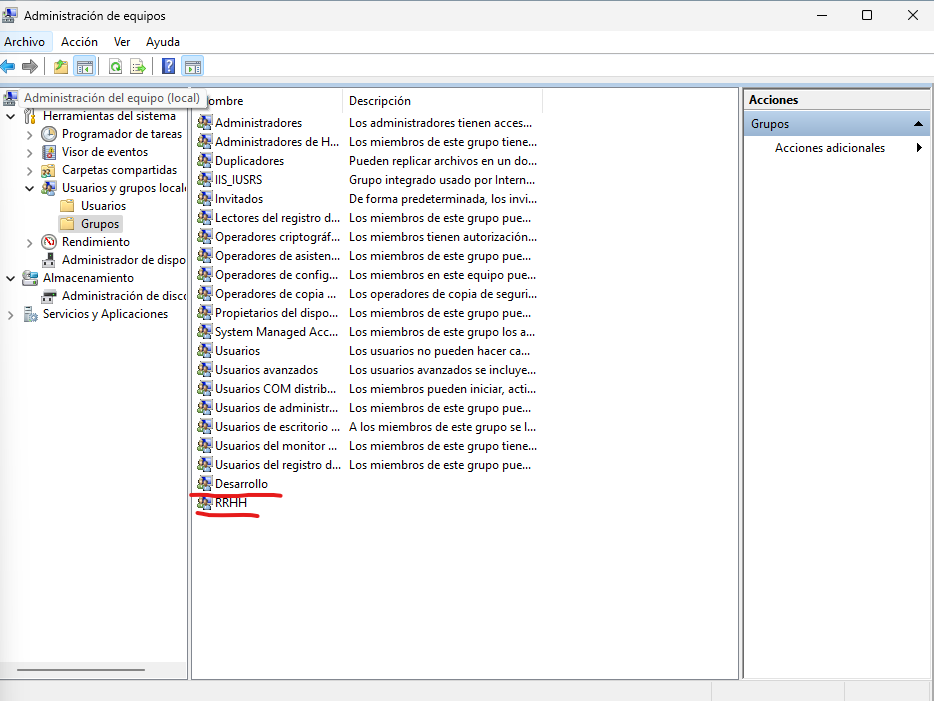 Administración de equipos
Archivo Acción Ver Ayuda
Administración del equipo (local)
Herramientas del sistema
Programador de tareas
Visor de eventos
Carpetas compartidas
Usuarios y grupos locale
Usuarios
Grupos
Rendimiento
Administrador de dispo
Almacenamiento
Administración de disco
Servicios y Aplicaciones
ombre Descripción
Administradores Los administradores tienen acces...
Administradores de H... Los miembros de este grupo tiene...
Duplicadores Pueden replicar archivos en un do...
IIS_IUSRS Grupo integrado usado por Intern...
Invitados De forma predeterminada, los invi...
Lectores del registro d... Los miembros de este grupo pue...
Operadores criptográf... Los miembros tienen autorización...
Operadores de asisten... Los miembros de este grupo pue...
Operadores de config... Los miembros en este equipo pue...
Operadores de copia ... Los operadores de copia de seguri...
Propietarios del dispo... Los miembros de este grupo pue...
System Managed Acc... Los miembros de este grupo los a...
Usuarios Los usuarios no pueden hacer ca...
Usuarios avanzados Los usuarios avanzados se incluye...
Usuarios COM distrib... Los miembros pueden iniciar, acti...
Usuarios de administr... Los miembros de este grupo pue...
Usuarios de escritorio ... A los miembros de este grupo se l...
Usuarios del monitor ... Los miembros de este grupo tiene...
Usuarios del registro d... Los miembros de este grupo pue...
Desarrollo
RRHH
Acciones
Grupos
Acciones adicionales